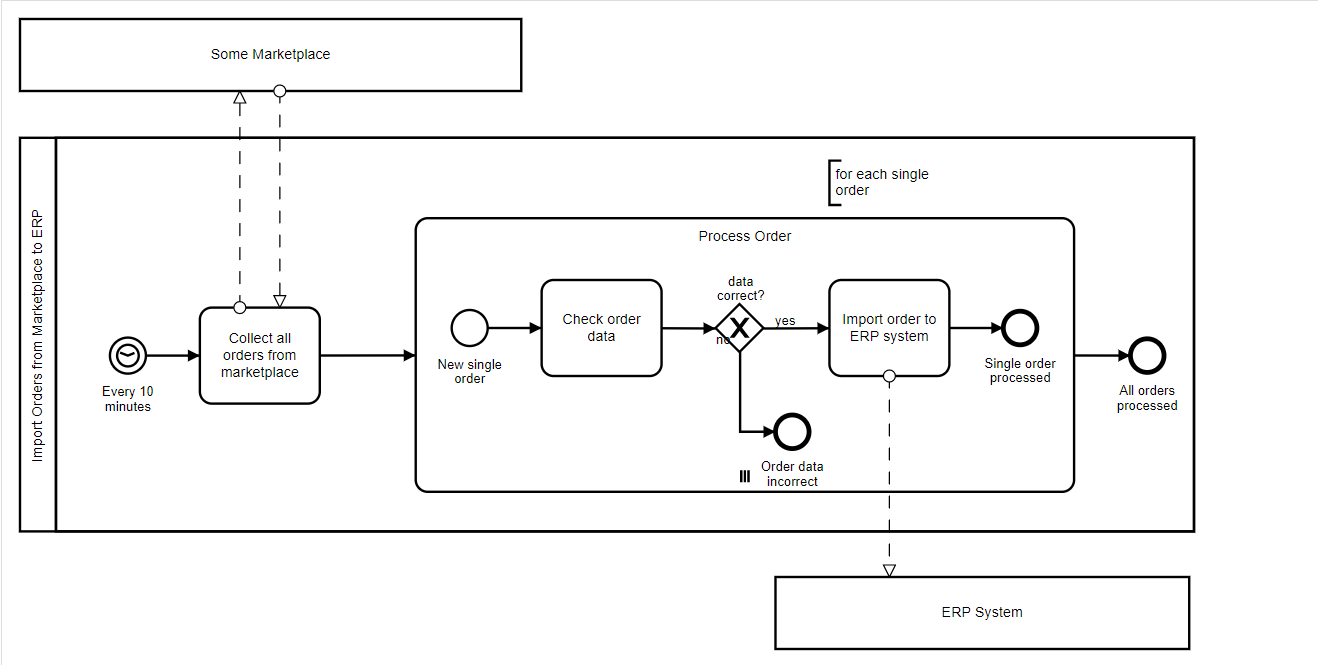 Some Marketplace
Import Orders from Marketplace to ERP
for each single
order
Process Order
Every 10
minutes
Collect all
orders from
marketplace
New single
order
Check order
data
data
correct?
yes
no
Import order to
ERP system
Single order
processed
Order data
incorrect
All orders
processed
ERP System